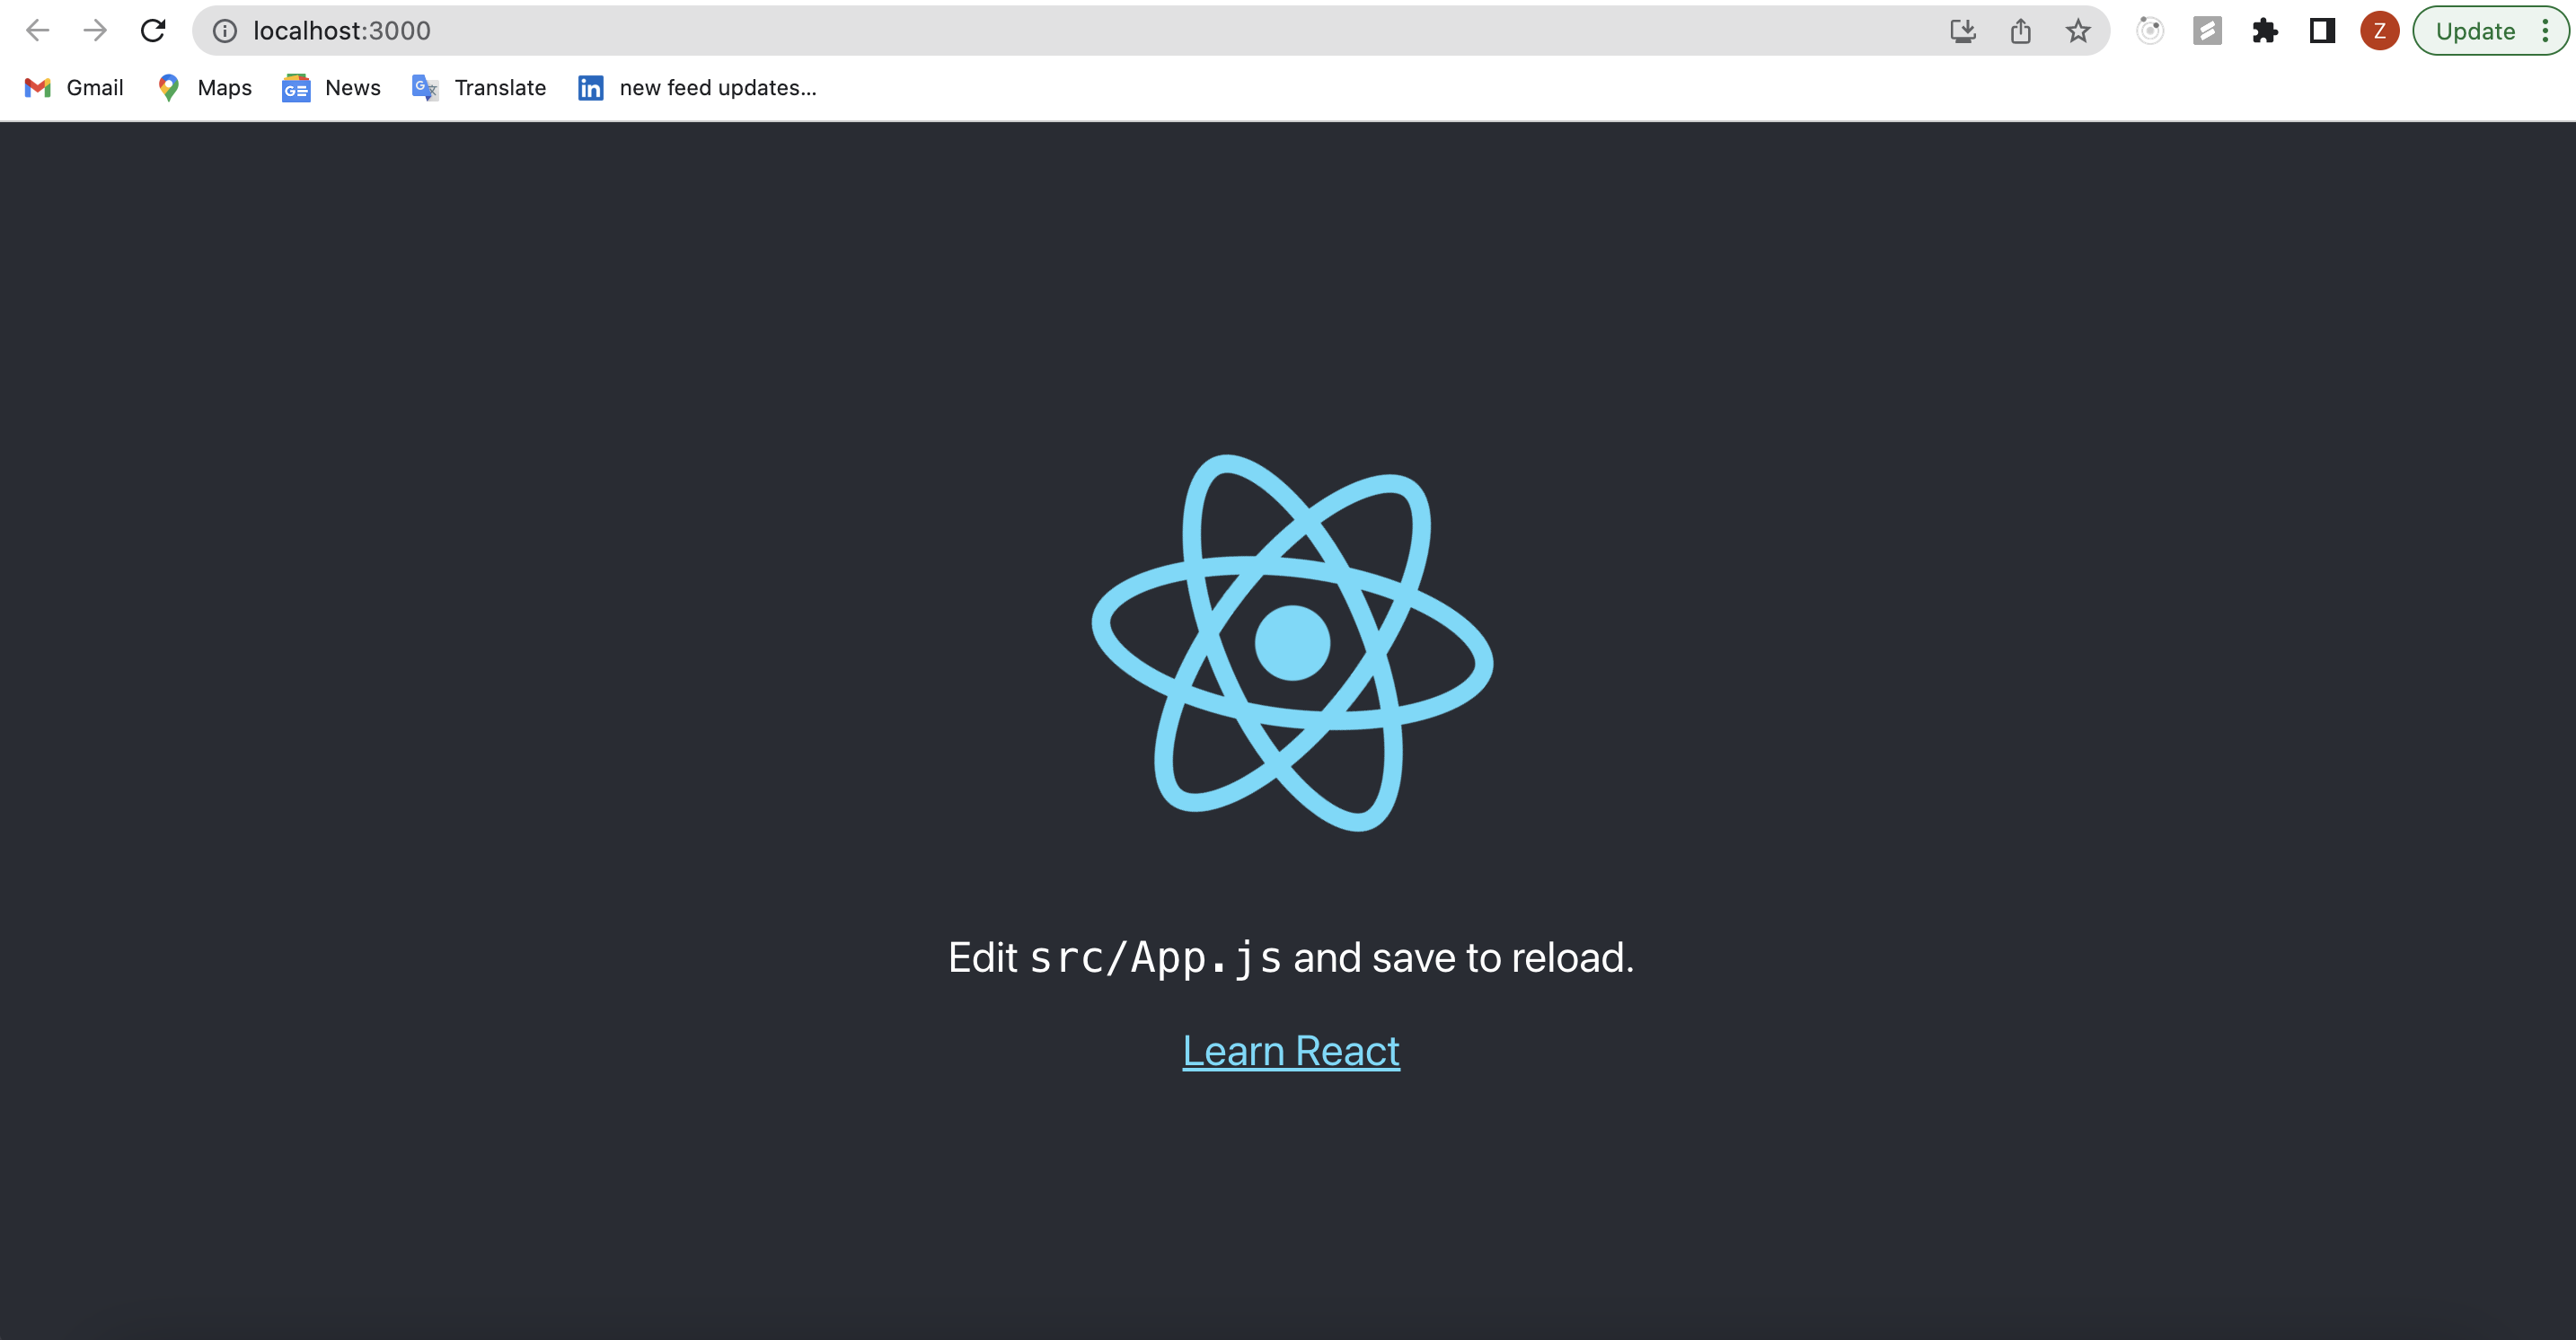 localhost:3000
Z
Update
Gmail
Maps
News
Translate
new feed updates...
Edit src/App.js and save to reload.
Learn React